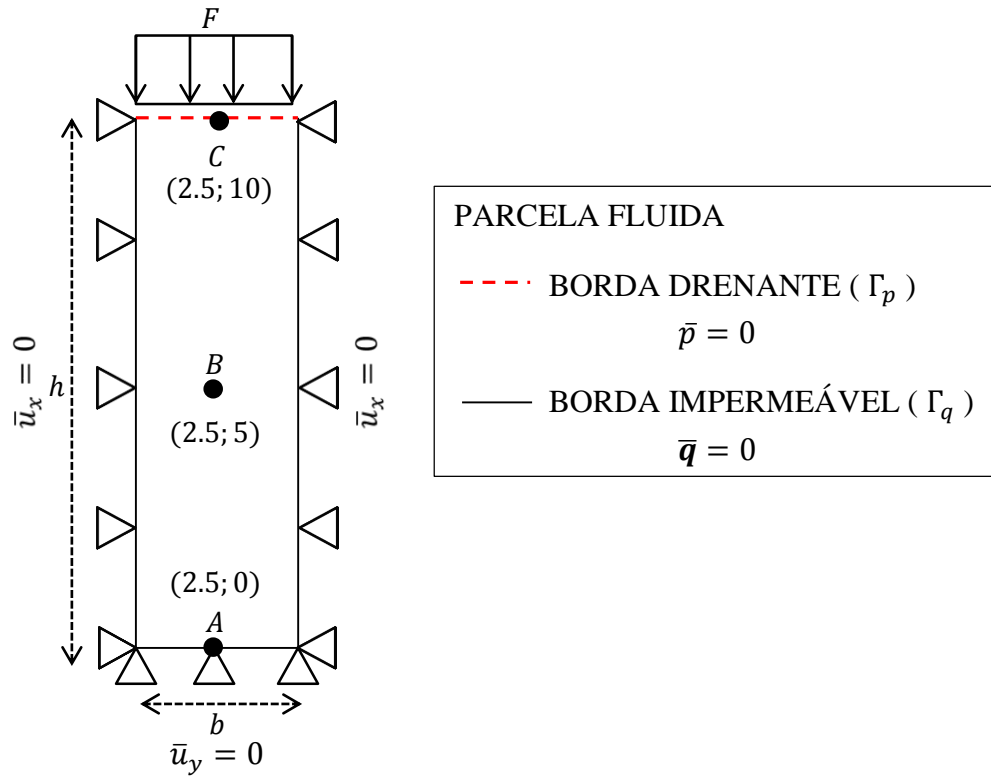 F
C
(2.5; 10)
ū_x = 0
h
B
(2.5; 5)
ū_x = 0
(2.5; 0)
A
b
ū_y = 0
PARCELA FLUIDA
BORDA DRENANTE ( Γ_p )
p̄ = 0
BORDA IMPERMEÁVEL ( Γ_q )
q̄ = 0